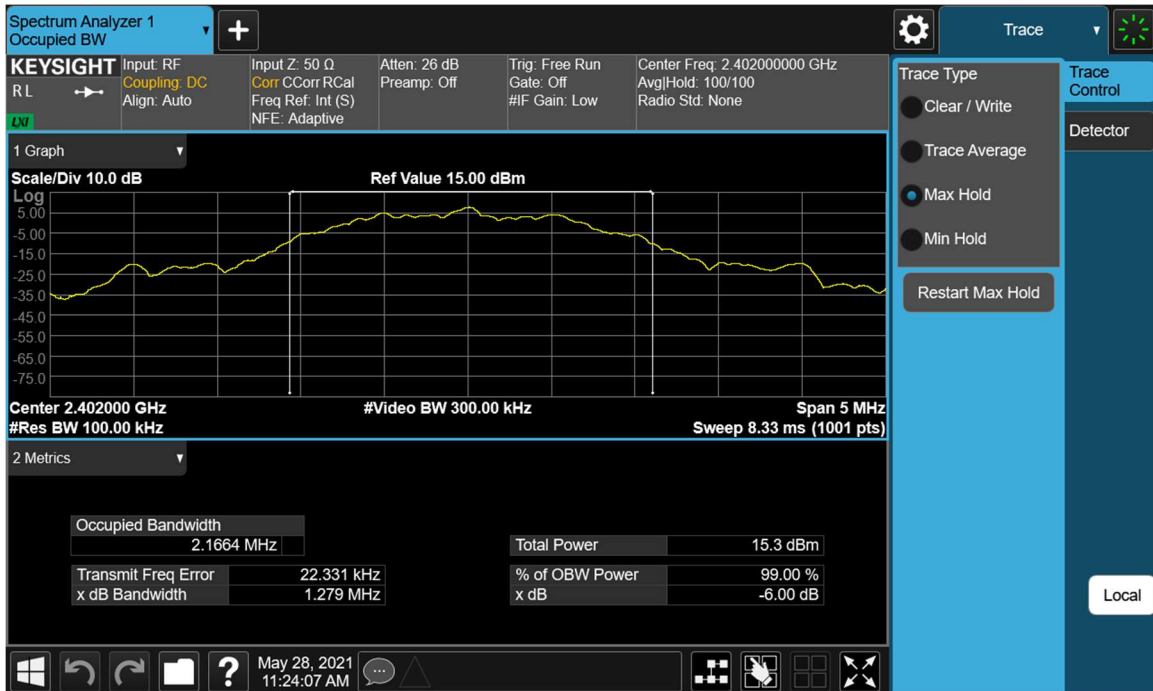 Spectrum Analyzer 1
Occupied BW
Trace
KEYSIGHT
R L
LXI
Input: RF
Coupling: DC
Align: Auto
Input Z: 50 Ω
Corr CCorr RCal
Freq Ref: Int (S)
NFE: Adaptive
Atten: 26 dB
Preamp: Off
Trig: Free Run
Gate: Off
#IF Gain: Low
Center Freq: 2.402000000 GHz
Avg|Hold: 100/100
Radio Std: None
Trace Type
Clear / Write
Trace Average
Max Hold
Min Hold
Restart Max Hold
Trace
Control
Detector
1 Graph
Scale/Div 10.0 dB
Ref Value 15.00 dBm
Log
5.00
-5.00
-15.0
-25.0
-35.0
-45.0
-55.0
-65.0
-75.0
Center 2.402000 GHz
#Video BW 300.00 kHz
Span 5 MHz
#Res BW 100.00 kHz
Sweep 8.33 ms (1001 pts)
2 Metrics
Occupied Bandwidth
2.1664 MHz
Total Power 15.3 dBm
Transmit Freq Error 22.331 kHz
% of OBW Power 99.00 %
x dB Bandwidth 1.279 MHz
x dB -6.00 dB
Local
?
May 28, 2021
11:24:07 AM